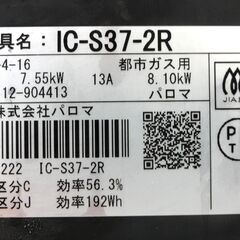 具名： IC-S37-2R
-4-16 都市ガス用
7.55kW 13A 8.10kW
12-904413 パロマ
株式会社パロマ
JIA
PT
222 IC-S37-2R
区分C 効率56.3%
区分J 効率192Wh